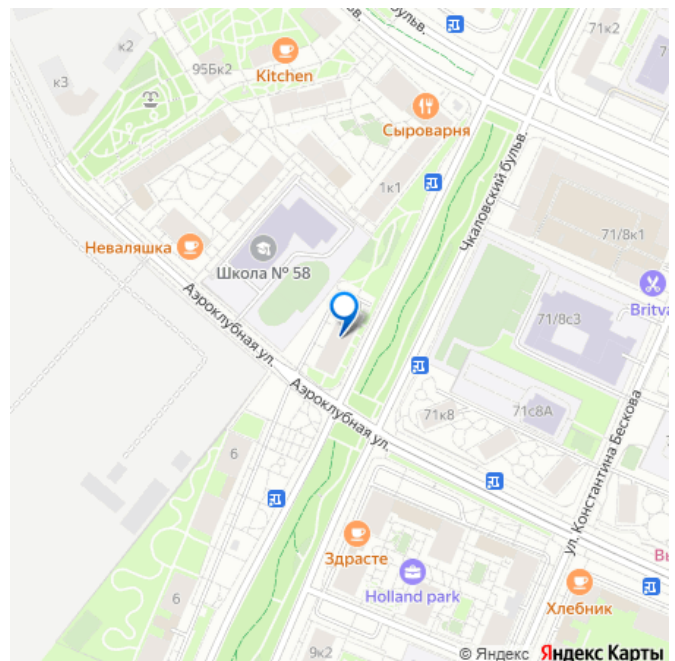 71к2
бульв.
к2
к3
95Бк2
Kitchen
Сыроварня
1к1
Чкаловский бульв.
71/8к1
Неваляшка
Школа № 58
Britva
Аэроклубная ул.
71/8с3
Аэроклубная ул.
71к8
71с8А
ул. Константина Бескова
6
Здрасте
Holland park
Хлебник
Вы
6
9к2
© Яндекс Яндекс Карты